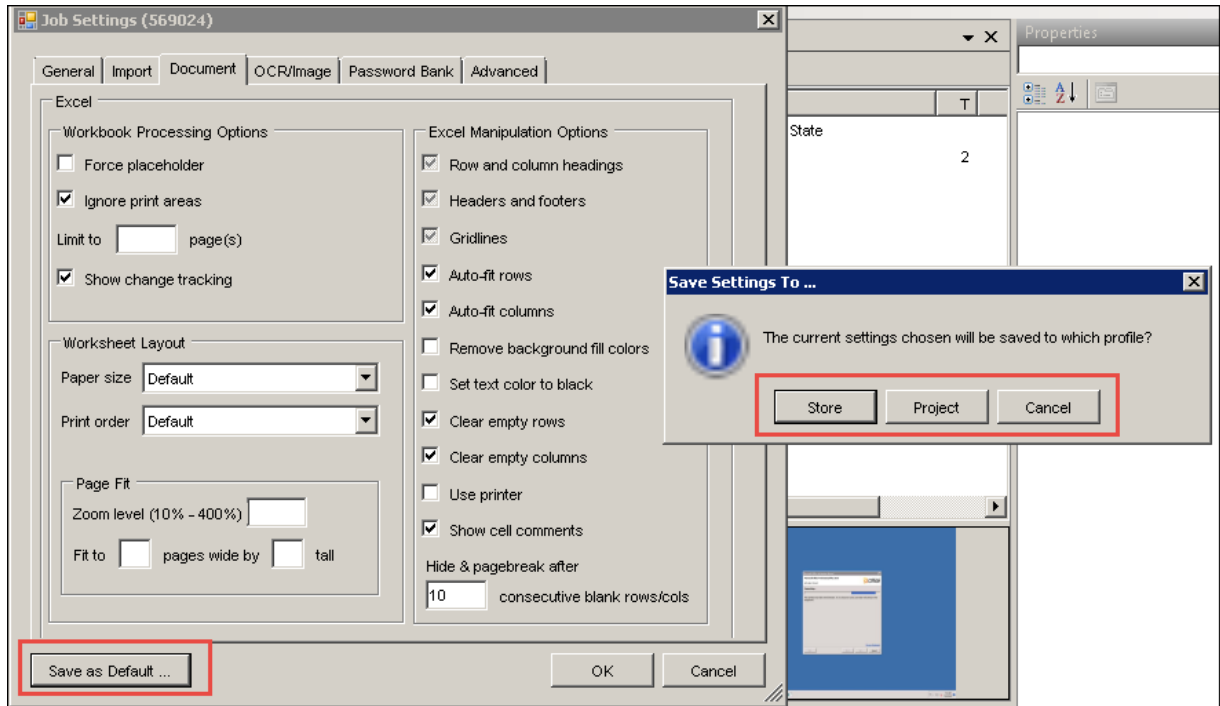 Job Settings (569024)
General
Import
Document
OCR/Image
Password Bank
Advanced
Excel
Workbook Processing Options
Force placeholder
Ignore print areas
Limit to page(s)
Show change tracking
Worksheet Layout
Paper size Default
Print order Default
Page Fit
Zoom level (10% - 400%)
Fit to pages wide by tall
Excel Manipulation Options
Row and column headings
Headers and footers
Gridlines
Auto-fit rows
Auto-fit columns
Remove background fill colors
Set text color to black
Clear empty rows
Clear empty columns
Use printer
Show cell comments
Hide & pagebreak after
10 consecutive blank rows/cols
Save as Default ...
OK
Cancel
T
State
2
Properties
Save Settings To ...
The current settings chosen will be saved to which profile?
Store
Project
Cancel